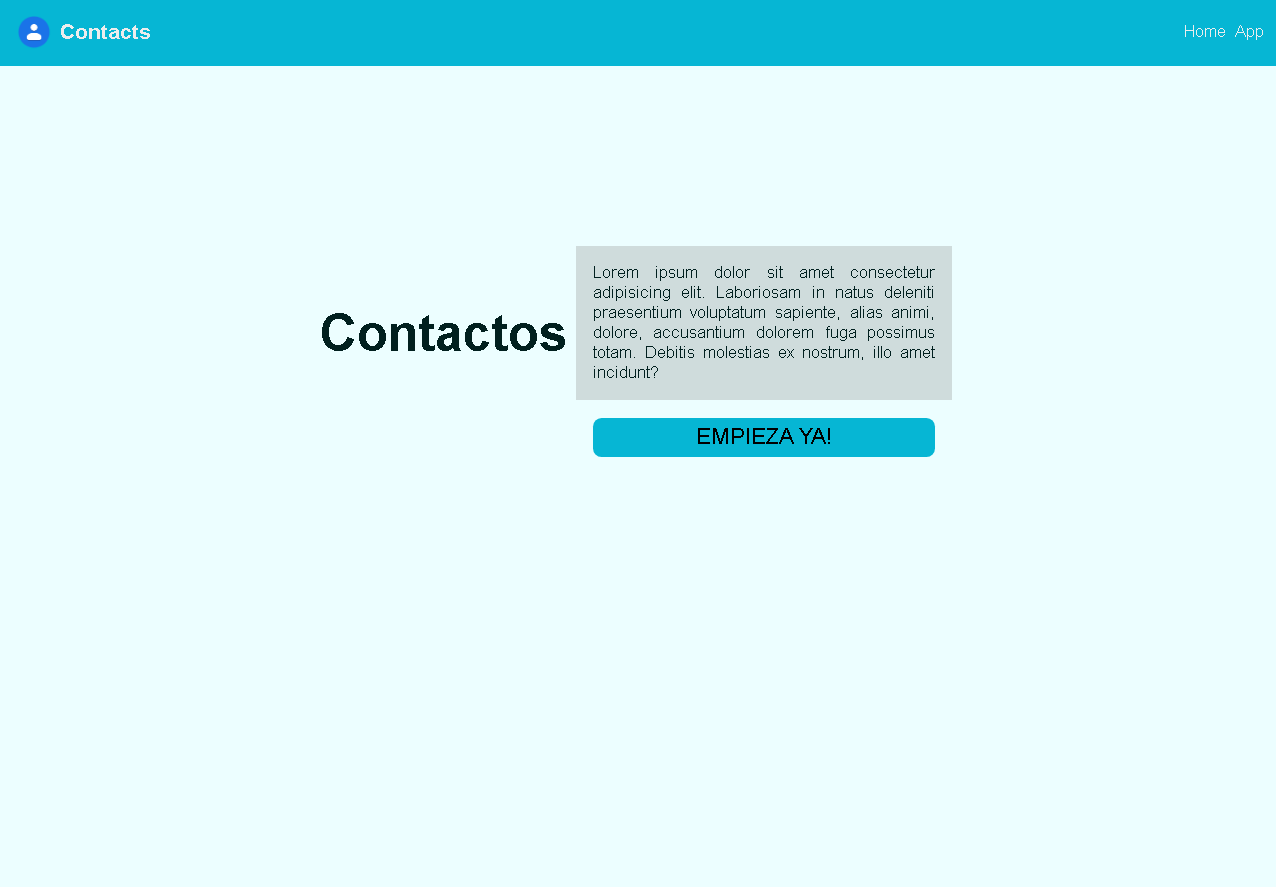 Contacts
Home App
Contactos
Lorem ipsum dolor sit amet consectetur
adipisicing elit. Laboriosam in natus deleniti
praesentium voluptatum sapiente, alias animi,
dolore, accusantium dolorem fuga possimus
totam. Debitis molestias ex nostrum, illo amet
incidunt?
EMPIEZA YA!